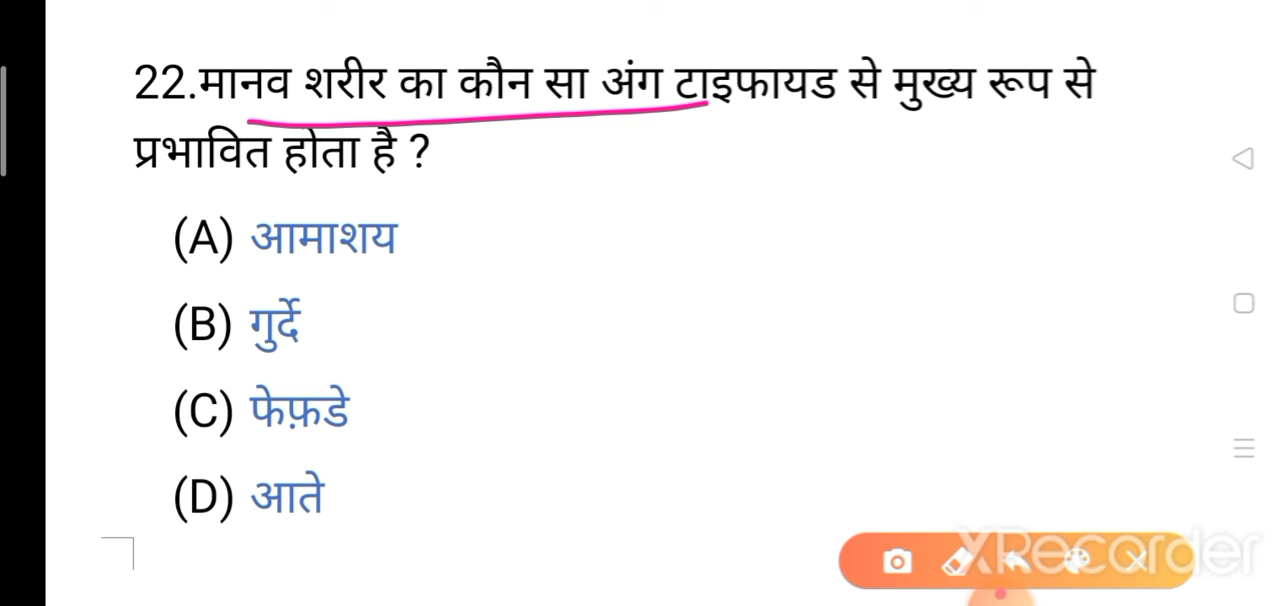 22.मानव शरीर का कौन सा अंग टाइफायड से मुख्य रूप से
प्रभावित होता है ?
(A) आमाशय
(B) गुर्दे
(C) फेफ़डे
(D) आते
XRecorder